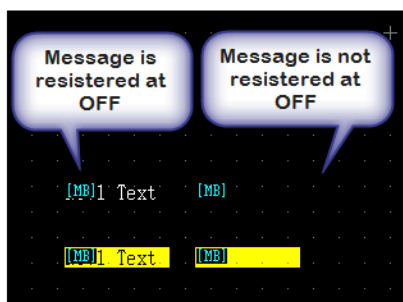 Message is
resistered at
OFF
Message is not
resistered at
OFF
[MB]1 Text
[MB]
[MB]1 Text
[MB]